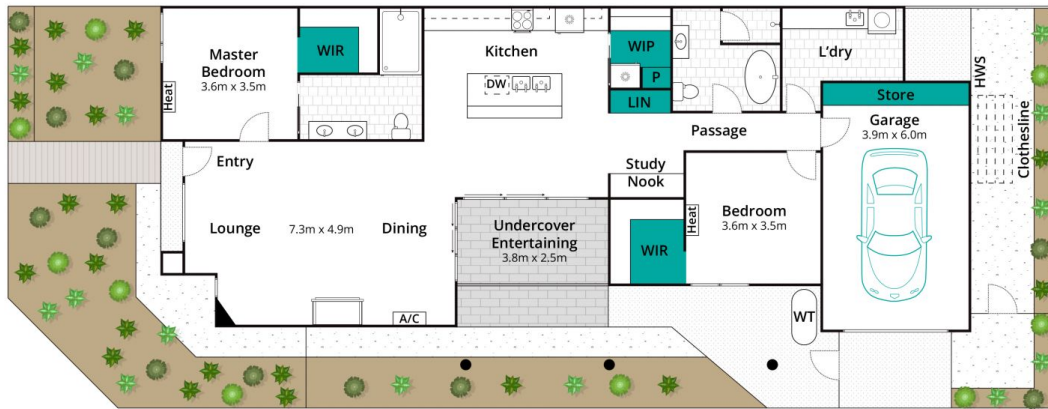 Master
Bedroom
3.6m x 3.5m
Heat
WIR
Kitchen
DW
WIP
P
LIN
L'dry
Store
Garage
3.9m x 6.0m
HWS
Clothesline
Passage
Entry
Study
Nook
Lounge
7.3m x 4.9m
Dining
Undercover
Entertaining
3.8m x 2.5m
WIR
Heat
Bedroom
3.6m x 3.5m
A/C
WT